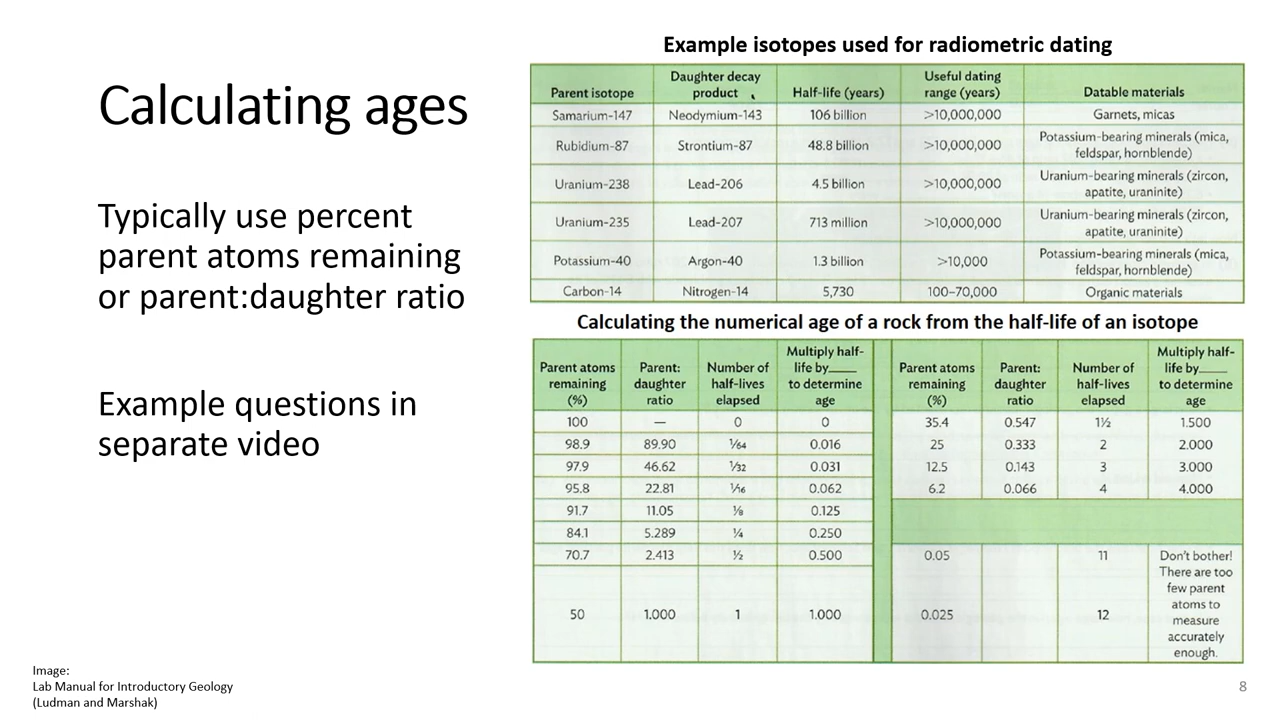 Calculating ages
Typically use percent
parent atoms remaining
or parent:daughter ratio
Example questions in
separate video
Image:
Lab Manual for Introductory Geology
(Ludman and Marshak)
Example isotopes used for radiometric dating
Parent isotope Daughter decay product Half-life (years) Useful dating range (years) Datable materials
Samarium-147 Neodymium-143 106 billion >10,000,000 Garnets, micas
Rubidium-87 Strontium-87 48.8 billion >10,000,000 Potassium-bearing minerals (mica, feldspar, hornblende)
Uranium-238 Lead-206 4.5 billion >10,000,000 Uranium-bearing minerals (zircon, apatite, uraninite)
Uranium-235 Lead-207 713 million >10,000,000 Uranium-bearing minerals (zircon, apatite, uraninite)
Potassium-40 Argon-40 1.3 billion >10,000 Potassium-bearing minerals (mica, feldspar, hornblende)
Carbon-14 Nitrogen-14 5,730 100–70,000 Organic materials
Calculating the numerical age of a rock from the half-life of an isotope
Parent atoms remaining (%) Parent: daughter ratio Number of half-lives elapsed Multiply half-life by____ to determine age
100 — 0 0
98.9 89.90 1/64 0.016
97.9 46.62 1/32 0.031
95.8 22.81 1/16 0.062
91.7 11.05 1/8 0.125
84.1 5.289 1/4 0.250
70.7 2.413 1/2 0.500
50 1.000 1 1.000
Parent atoms remaining (%) Parent: daughter ratio Number of half-lives elapsed Multiply half-life by____ to determine age
35.4 0.547 1½ 1.500
25 0.333 2 2.000
12.5 0.143 3 3.000
6.2 0.066 4 4.000
0.05 11 Don't bother! There are too few parent atoms to measure accurately enough.
0.025 12
8